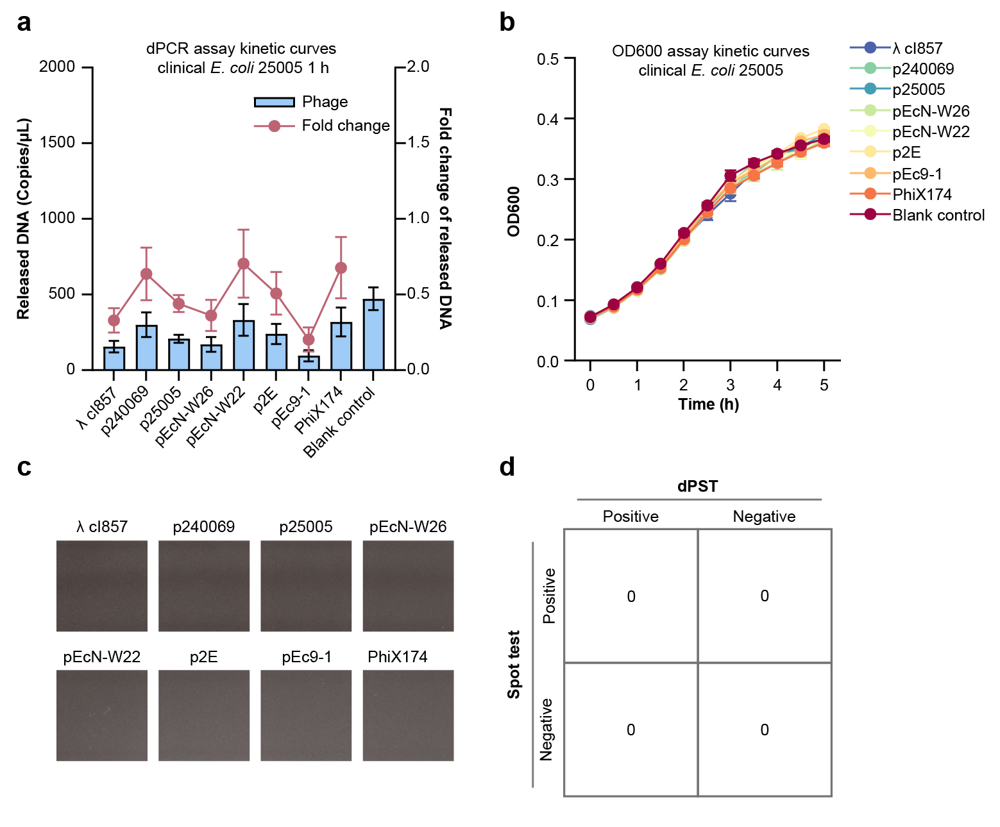 a
dPCR assay kinetic curves
clinical E. coli 25005 1 h
Phage
Fold change
Released DNA (Copies/µL)
2000
1500
1000
500
0
Fold change of released DNA
2.0
1.5
1.0
0.5
0.0
λ cI857
p240069
p25005
pEcN-W26
pEcN-W22
p2E
pEc9-1
PhiX174
Blank control
b
OD600 assay kinetic curves
clinical E. coli 25005
OD600
0.5
0.4
0.3
0.2
0.1
0.0
0 1 2 3 4 5
Time (h)
λ cI857
p240069
p25005
pEcN-W26
pEcN-W22
p2E
pEc9-1
PhiX174
Blank control
c
λ cI857 p240069 p25005 pEcN-W26
pEcN-W22 p2E pEc9-1 PhiX174
d
dPST
Positive Negative
Spot test
Positive
0 0
Negative
0 0